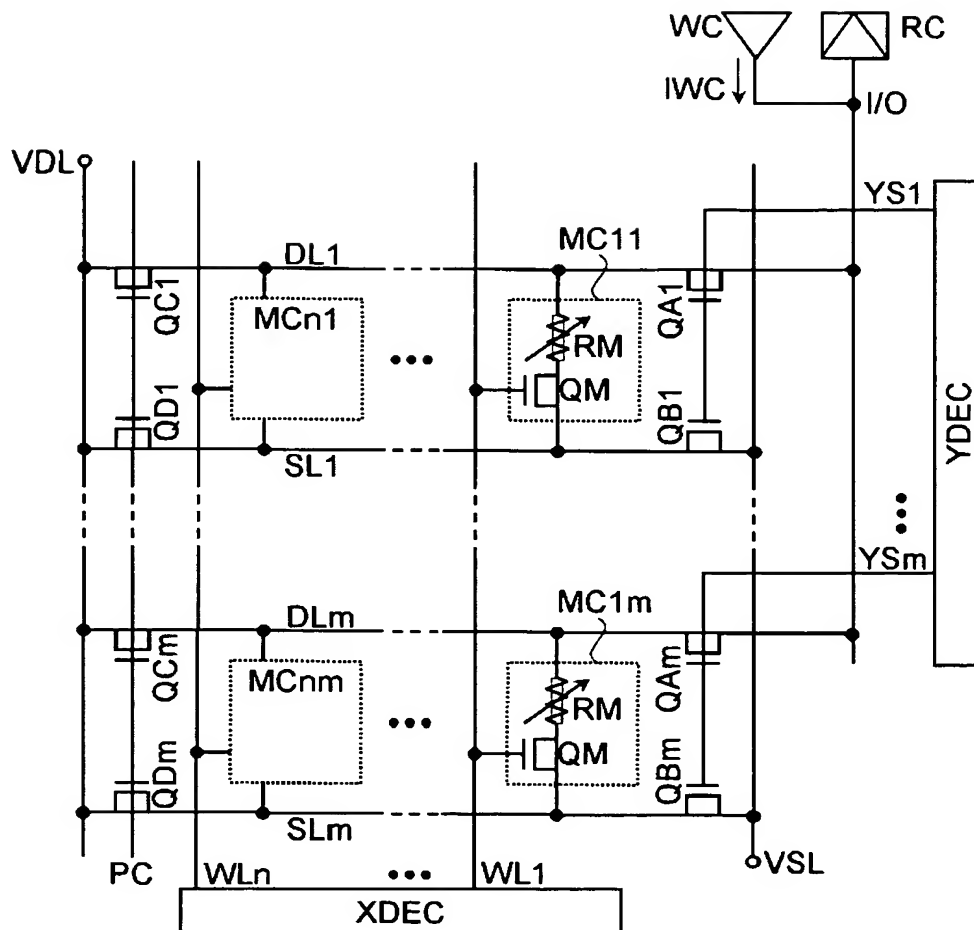 WC RC
IWC I/O
VDL
YS1
DL1 MC11
QC1 MCn1 RM QA1
QD1 QM QB1
SL1
YDEC
YSm
DLm MC1m
QCm MCnm RM QAm
QDm QM QBm
SLm
PC WLn WL1 VSL
XDEC